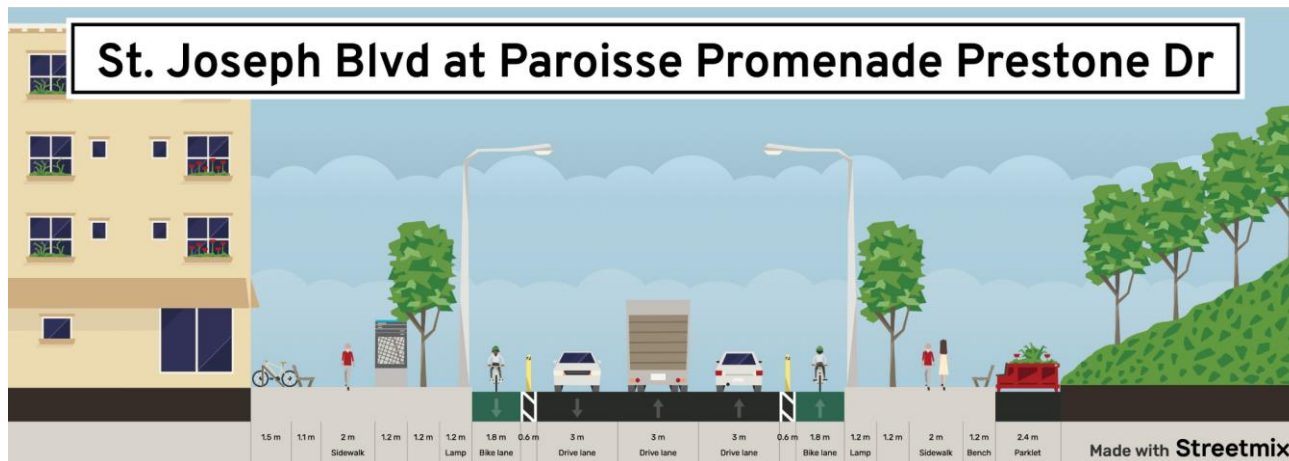 St. Joseph Blvd at Paroisse Promenade Prestone Dr
1.5 m 1.1 m 2 m 1.2 m 1.2 m 1.2 m 1.8 m 0.6 m 3 m 3 m 3 m 0.6 m 1.8 m 1.2 m 1.2 m 2 m 1.2 m 2.4 m
Sidewalk Lamp Bike lane Drive lane Drive lane Drive lane Bike lane Lamp Sidewalk Bench Parklet
Made with Streetmix